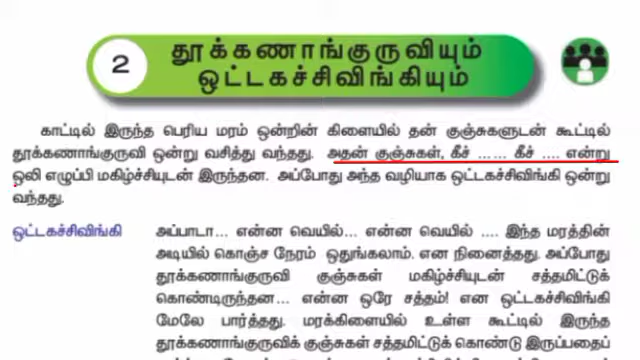 2
தூக்கணாங்குருவியும்
ஒட்டகச்சிவிங்கியும்
காட்டில் இருந்த பெரிய மரம் ஒன்றின் கிளையில் தன் குஞ்சுகளுடன் கூட்டில்
தூக்கணாங்குருவி ஒன்று வசித்து வந்தது. அதன் குஞ்சுகள், கீச் ...... கீச் .... என்று
ஒலி எழுப்பி மகிழ்ச்சியுடன் இருந்தன. அப்போது அந்த வழியாக ஒட்டகச்சிவிங்கி ஒன்று
வந்தது.
ஒட்டகச்சிவிங்கி அப்பாடா... என்ன வெயில்... என்ன வெயில் .... இந்த மரத்தின்
அடியில் கொஞ்ச நேரம் ஒதுங்கலாம். என நினைத்தது. அப்போது
தூக்கணாங்குருவி குஞ்சுகள் மகிழ்ச்சியுடன் சத்தமிட்டுக்
கொண்டிருந்தன... என்ன ஒரே சத்தம்! என ஒட்டகச்சிவிங்கி
மேலே பார்த்தது. மரக்கிளையில் உள்ள கூட்டில் இருந்த
தூக்கணாங்குருவிக் குஞ்சுகள் சத்தமிட்டுக் கொண்டு இருப்பதைப்